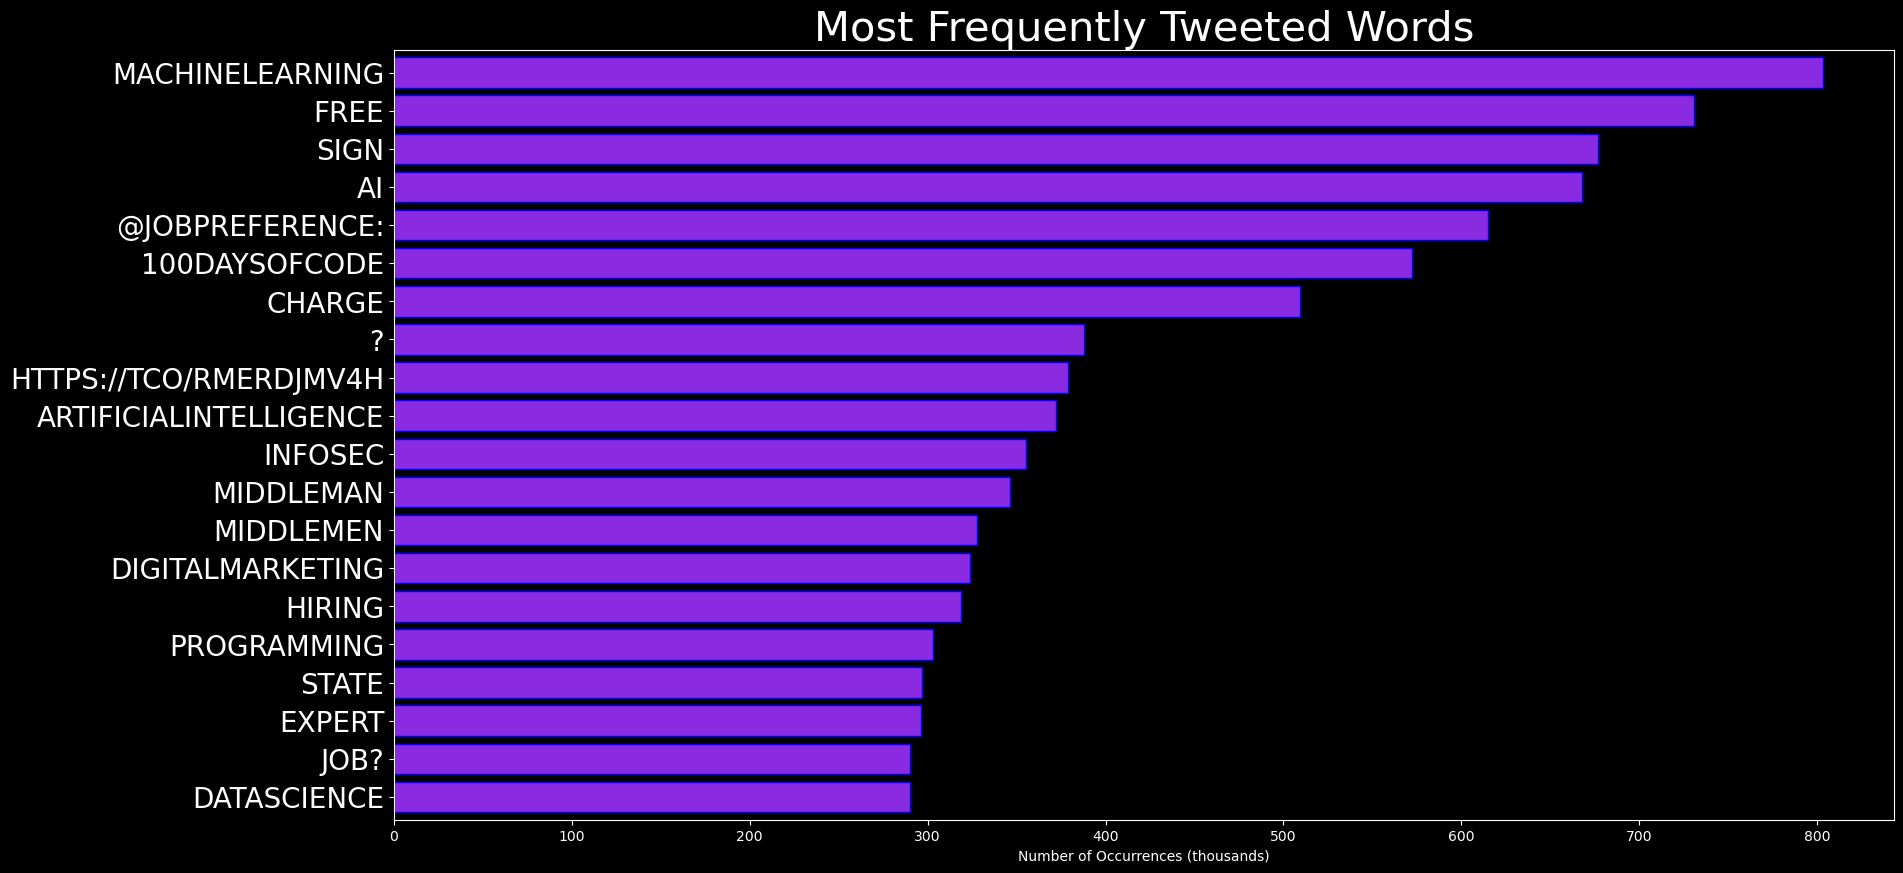 Most Frequently Tweeted Words
MACHINELEARNING
FREE
SIGN
AI
@JOBPREFERENCE:
100DAYSOFCODE
CHARGE
?
HTTPS://TCO/RMERDJMV4H
ARTIFICIALINTELLIGENCE
INFOSEC
MIDDLEMAN
MIDDLEMEN
DIGITALMARKETING
HIRING
PROGRAMMING
STATE
EXPERT
JOB?
DATASCIENCE
0 100 200 300 400 500 600 700 800
Number of Occurrences (thousands)